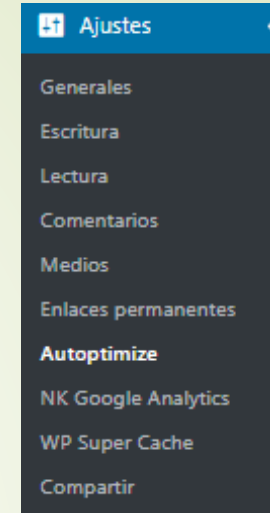 Ajustes
Generales
Escritura
Lectura
Comentarios
Medios
Enlaces permanentes
Autoptimize
NK Google Analytics
WP Super Cache
Compartir